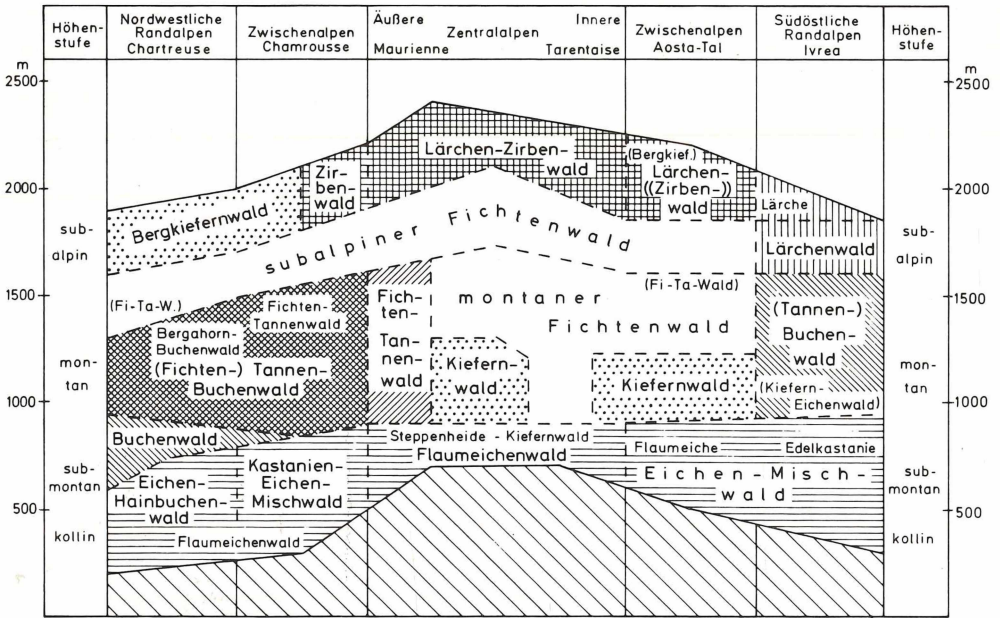 Höhen-
stufe
Nordwestliche
Randalpen
Chartreuse
Zwischenalpen
Chamrousse
Äußere
Innere
Zentralalpen
Maurienne
Tarentaise
Zwischenalpen
Aosta-Tal
Südöstliche
Randalpen
Ivrea
Höhen-
stufe
m
2500
2000
sub-
alpin
1500
mon-
tan
1000
sub-
montan
500
kollin
Bergkiefernwald
Zir-
ben-
wald
Lärchen-Zirben-
wald
(Bergkief.)
Lärchen-
((Zirben-))
wald
Lärche
Lärchenwald
subalpiner Fichtenwald
(Fi-Ta-W.)
Fichten-
Tannenwald
Bergahorn-
Buchenwald
(Fichten-) Tannen-
Buchenwald
Fich-
ten-
Tan-
nen-
wald
montaner
Fichtenwald
(Fi-Ta-Wald)
Kiefern-
wald
Kiefernwald
(Tannen-)
Buchen-
wald
(Kiefern-
Eichenwald)
Buchenwald
Eichen-
Hainbuchen-
wald
Flaumeichenwald
Kastanien-
Eichen-
Mischwald
Steppenheide - Kiefernwald
Flaumeichenwald
Flaumeiche
Edelkastanie
Eichen-Misch-
wald
m
2500
2000
sub-
alpin
1500
mon-
tan
1000
sub-
montan
500
kollin